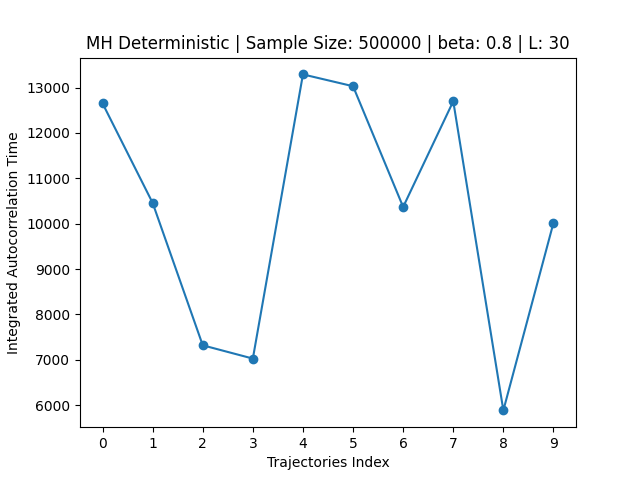 MH Deterministic | Sample Size: 500000 | beta: 0.8 | L: 30
Integrated Autocorrelation Time
13000
12000
11000
10000
9000
8000
7000
6000
0 1 2 3 4 5 6 7 8 9
Trajectories Index